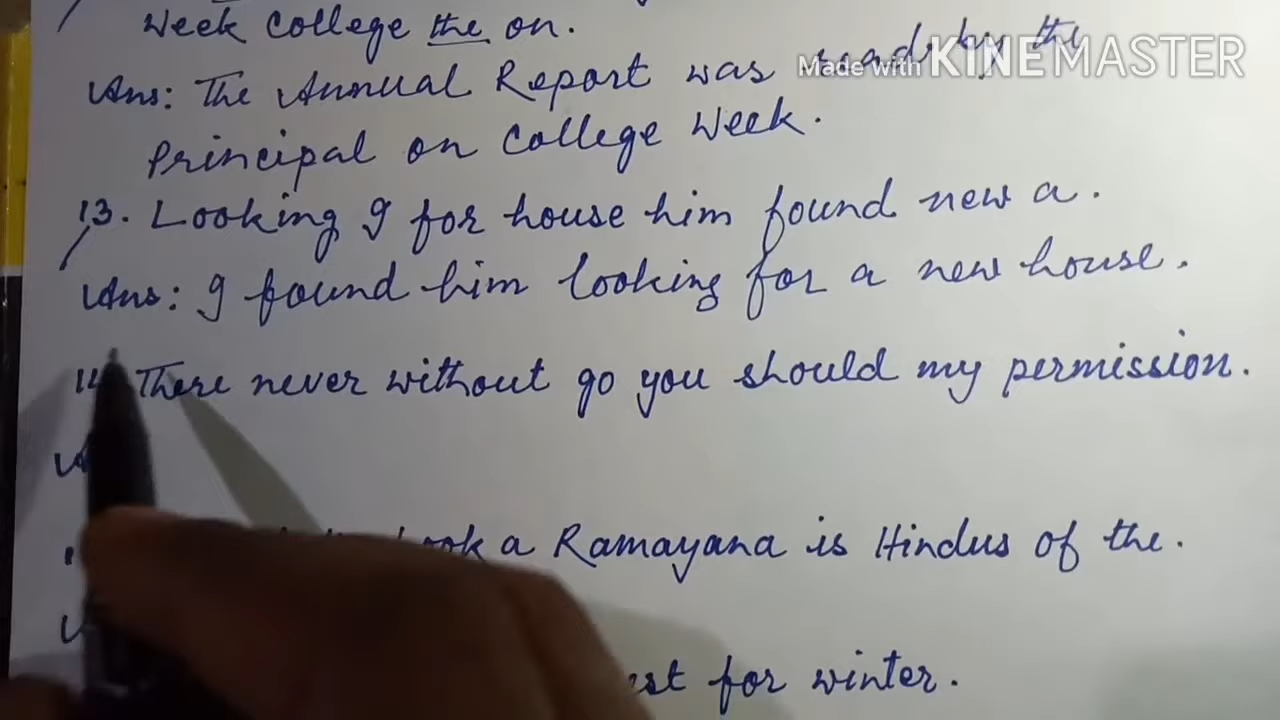 Week college the on.
Made with KINEMASTER
Ans: The Annual Report was read by the
Principal on College Week.
13. Looking I for house him found new a.
Ans: I found him looking for a new house.
14. There never without go you should my permission.
book a Ramayana is Hindus of the.
for winter.